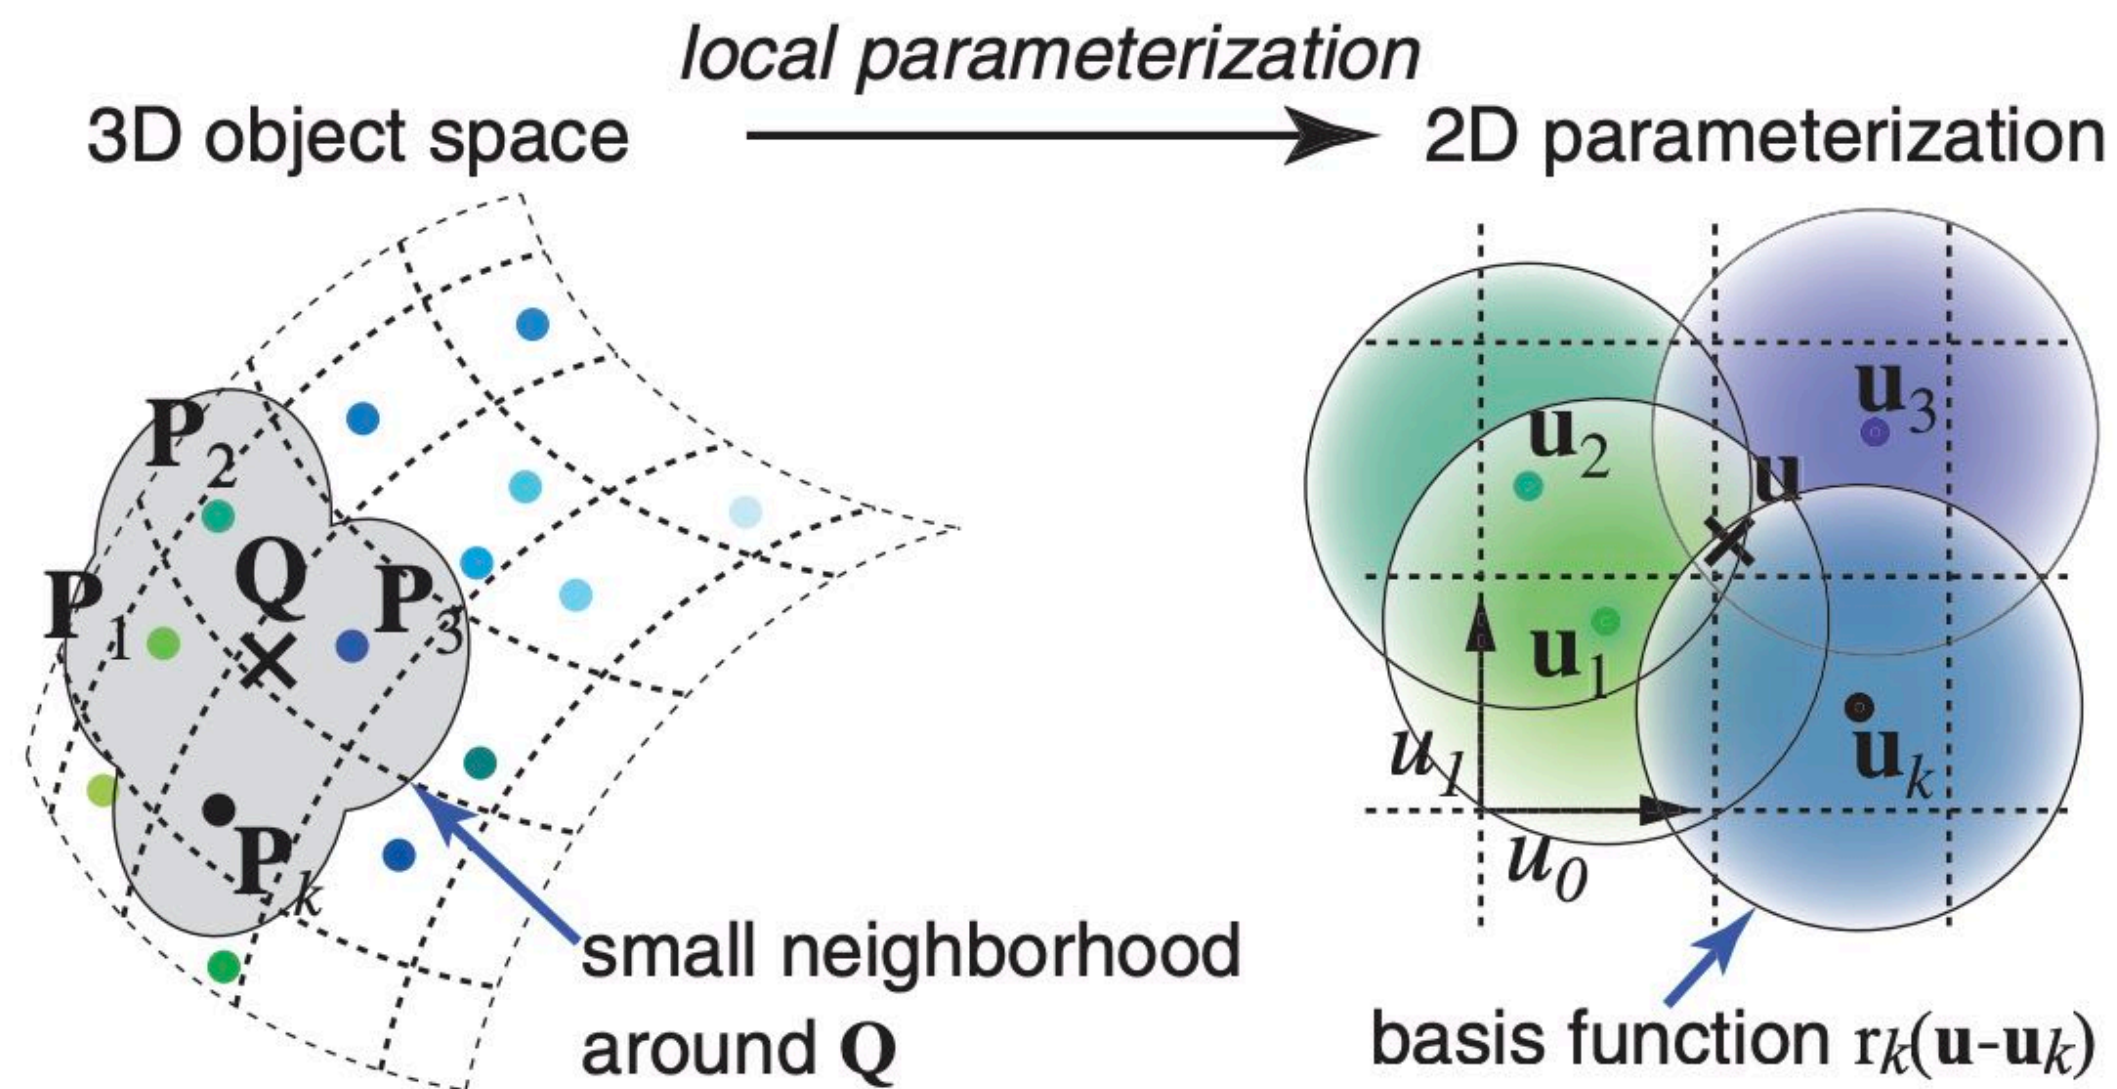 local parameterization
3D object space
2D parameterization
P2
Q
P1
P3
Pk
small neighborhood
around Q
u3
u2
u
u1
uk
u1
u0
basis function rk(u-uk)